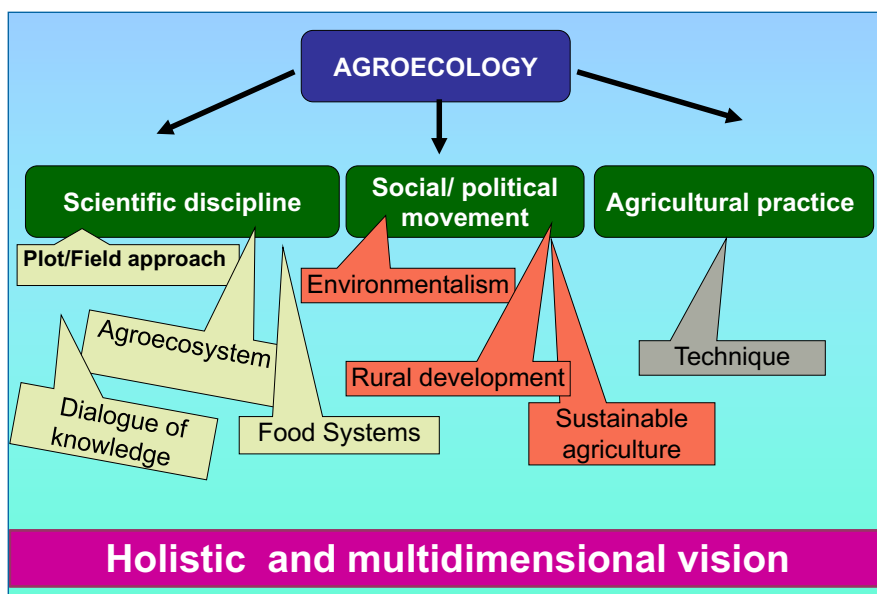 AGROECOLOGY
Scientific discipline
Social/ political
movement
Agricultural practice
Plot/Field approach
Environmentalism
Agroecosystem
Technique
Rural development
Dialogue of
knowledge
Food Systems
Sustainable
agriculture
Holistic and multidimensional vision